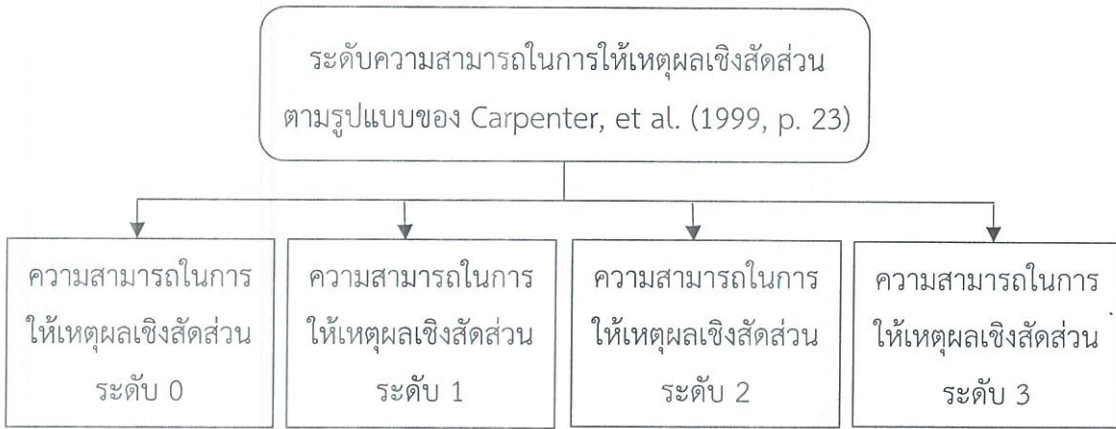 ระดับความสามารถในการให้เหตุผลเชิงสัดส่วน
ตามรูปแบบของ Carpenter, et al. (1999, p. 23)
ความสามารถในการ
ให้เหตุผลเชิงสัดส่วน
ระดับ 0
ความสามารถในการ
ให้เหตุผลเชิงสัดส่วน
ระดับ 1
ความสามารถในการ
ให้เหตุผลเชิงสัดส่วน
ระดับ 2
ความสามารถในการ
ให้เหตุผลเชิงสัดส่วน
ระดับ 3